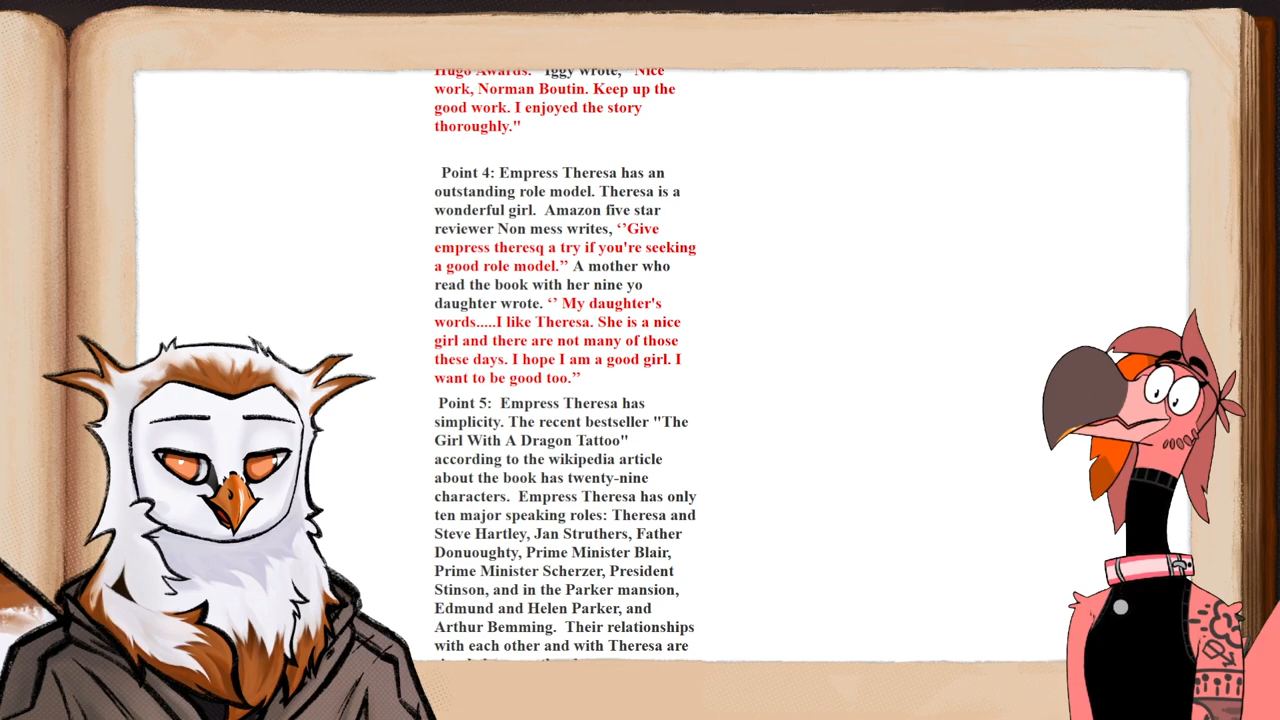 Hugo Awards." Iggy wrote, "Nice
work, Norman Boutin. Keep up the
good work. I enjoyed the story
thoroughly."
Point 4: Empress Theresa has an
outstanding role model. Theresa is a
wonderful girl.  Amazon five star
reviewer Non mess writes, ‘’Give
empress theresq a try if you're seeking
a good role model.’’ A mother who
read the book with her nine yo
daughter wrote. ‘’ My daughter's
words.....I like Theresa. She is a nice
girl and there are not many of those
these days. I hope I am a good girl. I
want to be good too.’’
Point 5:  Empress Theresa has
simplicity. The recent bestseller "The
Girl With A Dragon Tattoo"
according to the wikipedia article
about the book has twenty-nine
characters.  Empress Theresa has only
ten major speaking roles: Theresa and
Steve Hartley, Jan Struthers, Father
Donuoughty, Prime Minister Blair,
Prime Minister Scherzer, President
Stinson, and in the Parker mansion,
Edmund and Helen Parker, and
Arthur Bemming.  Their relationships
with each other and with Theresa are